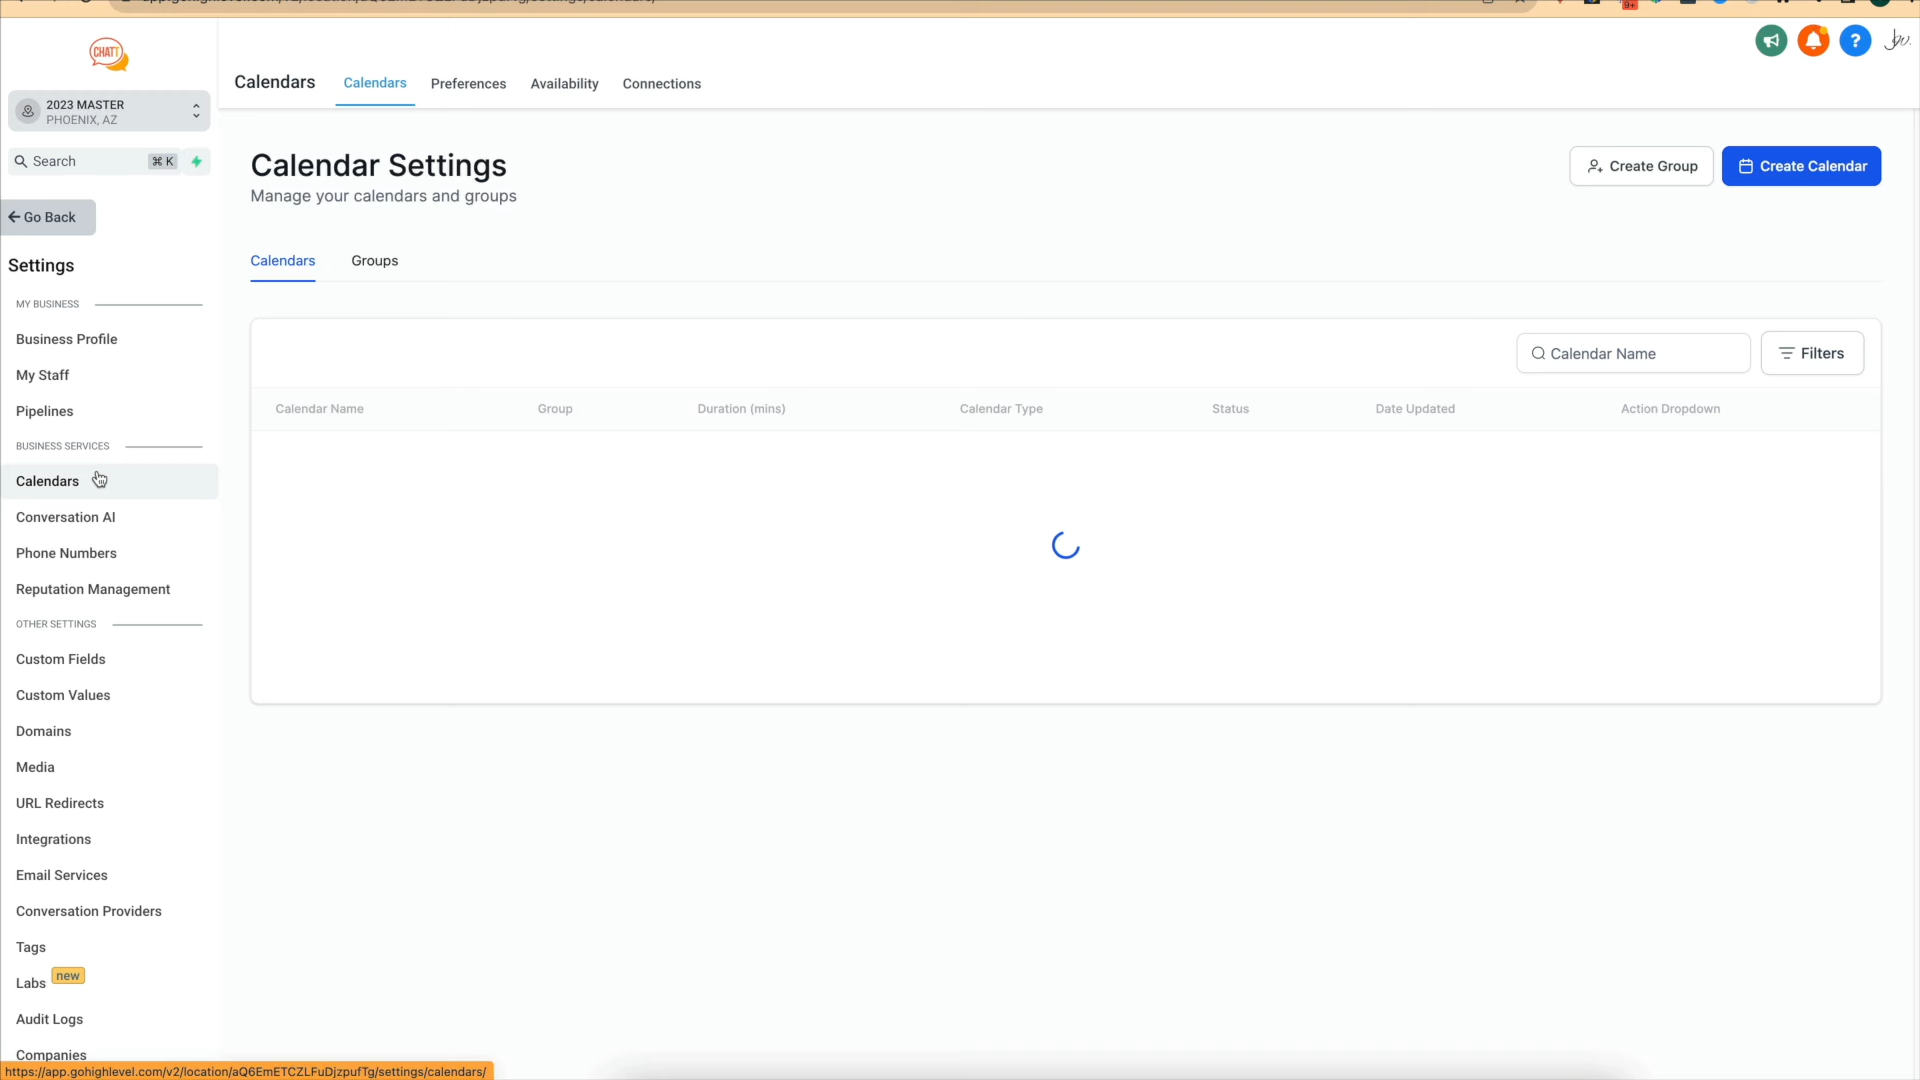 9+
CHATT
2023 MASTER
PHOENIX, AZ
Search ⌘ K
Go Back
Settings
MY BUSINESS
Business Profile
My Staff
Pipelines
BUSINESS SERVICES
Calendars
Conversation AI
Phone Numbers
Reputation Management
OTHER SETTINGS
Custom Fields
Custom Values
Domains
Media
URL Redirects
Integrations
Email Services
Conversation Providers
Tags
Labs new
Audit Logs
Companies
https://app.gohighlevel.com/v2/location/aQ6EmETCZLFuDjzpufTg/settings/calendars/
Calendars Calendars Preferences Availability Connections
?
Calendar Settings
Manage your calendars and groups
Create Group Create Calendar
Calendars Groups
Calendar Name Filters
Calendar Name Group Duration (mins) Calendar Type Status Date Updated Action Dropdown